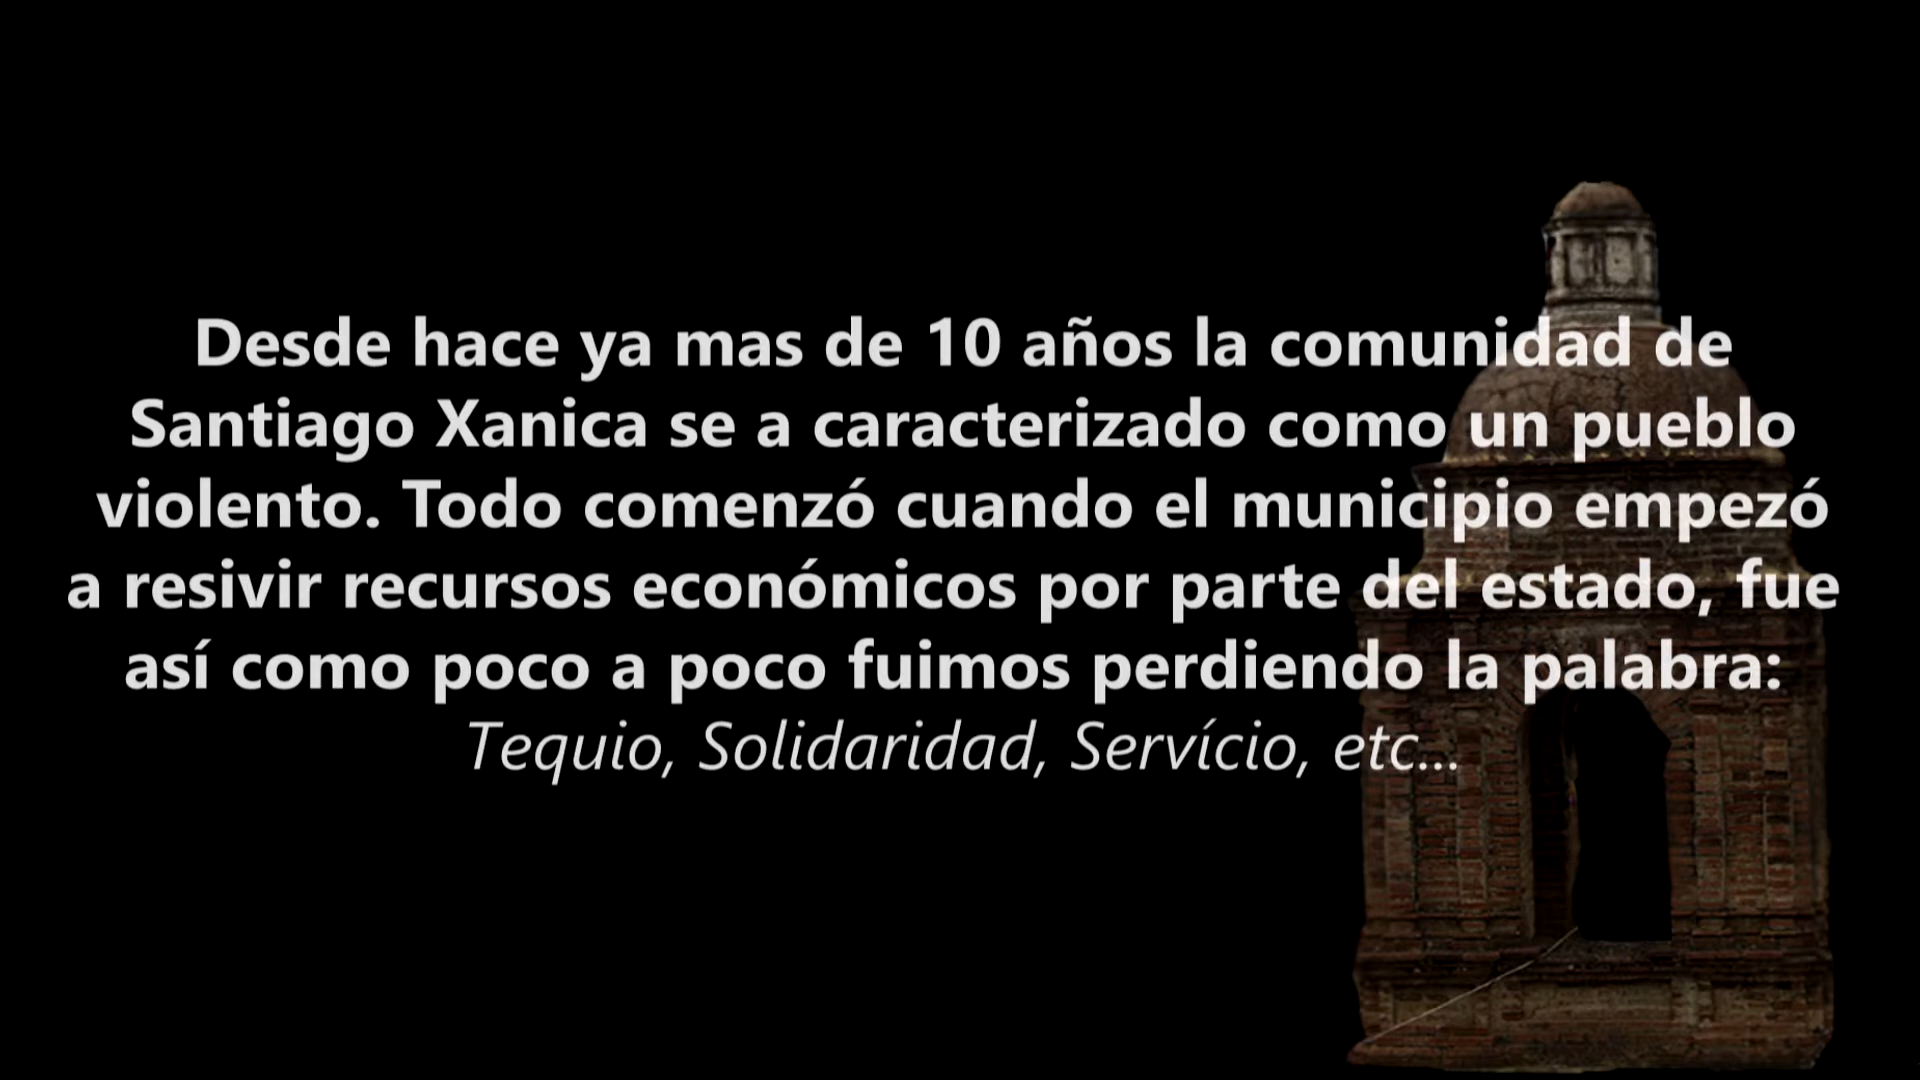 Desde hace ya mas de 10 años la comunidad de
Santiago Xanica se a caracterizado como un pueblo
violento. Todo comenzó cuando el municipio empezó
a resivir recursos económicos por parte del estado, fue
así como poco a poco fuimos perdiendo la palabra:
Tequio, Solidaridad, Servício, etc...